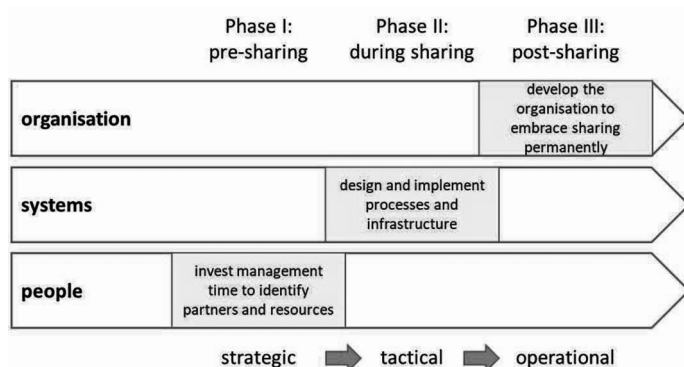 Phase I: Phase II: Phase III:
pre-sharing during sharing post-sharing
organisation
develop the
organisation to
embrace sharing
permanently
systems
design and implement
processes and
infrastructure
people
invest management
time to identify
partners and resources
strategic tactical operational